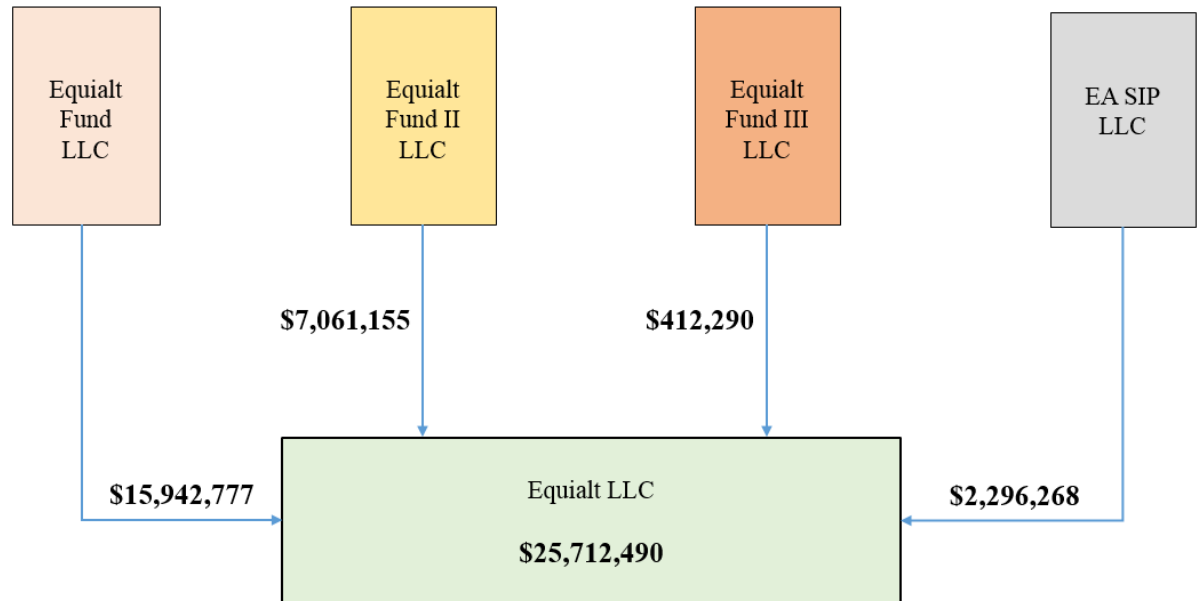 Equialt
Fund
LLC
Equialt
Fund II
LLC
Equialt
Fund III
LLC
EA SIP
LLC
$7,061,155
$412,290
$15,942,777
Equialt LLC
$25,712,490
$2,296,268